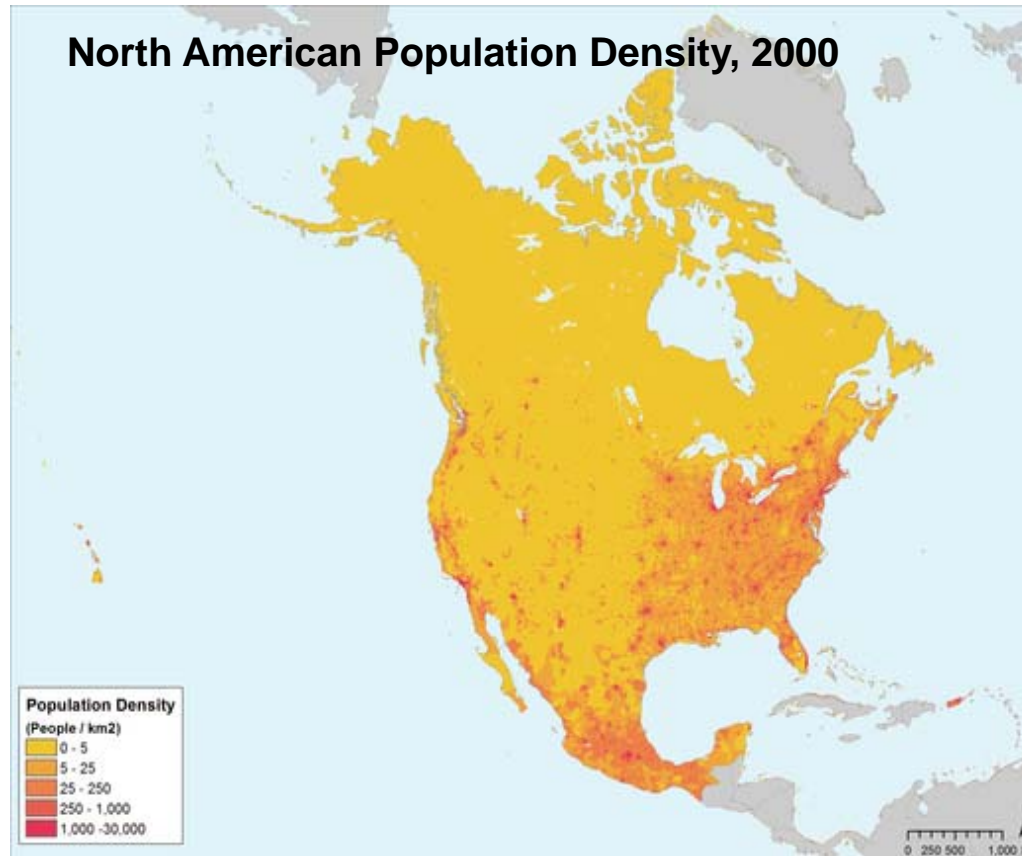 North American Population Density, 2000
Population Density
(People / km2)
0 - 5
5 - 25
25 - 250
250 - 1,000
1,000 -30,000
0 250 500 1,000